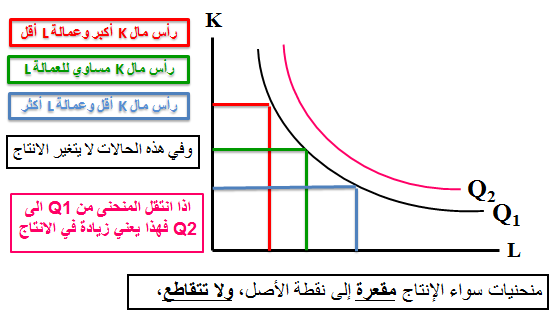 K
رأس مال K أكبر وعمالة L أقل
رأس مال K مساوي للعمالة L
رأس مال K أقل وعمالة L أكثر
وفي هذه الحالات لا يتغير الانتاج
اذا انتقل المنحنى من Q1 الى
Q2 فهذا يعني زيادة في الانتاج
Q2
Q1
L
منحنيات سواء الإنتاج مقعرة إلى نقطة الأصل، ولا تتقاطع،